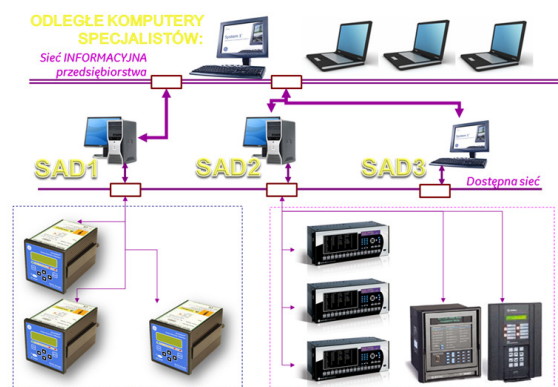 ODLEGŁE KOMPUTERY
SPECJALISTÓW:
Sieć INFORMACYJNA
przedsiębiorstwa
SAD1
SAD2
SAD3
Dostępna sieć